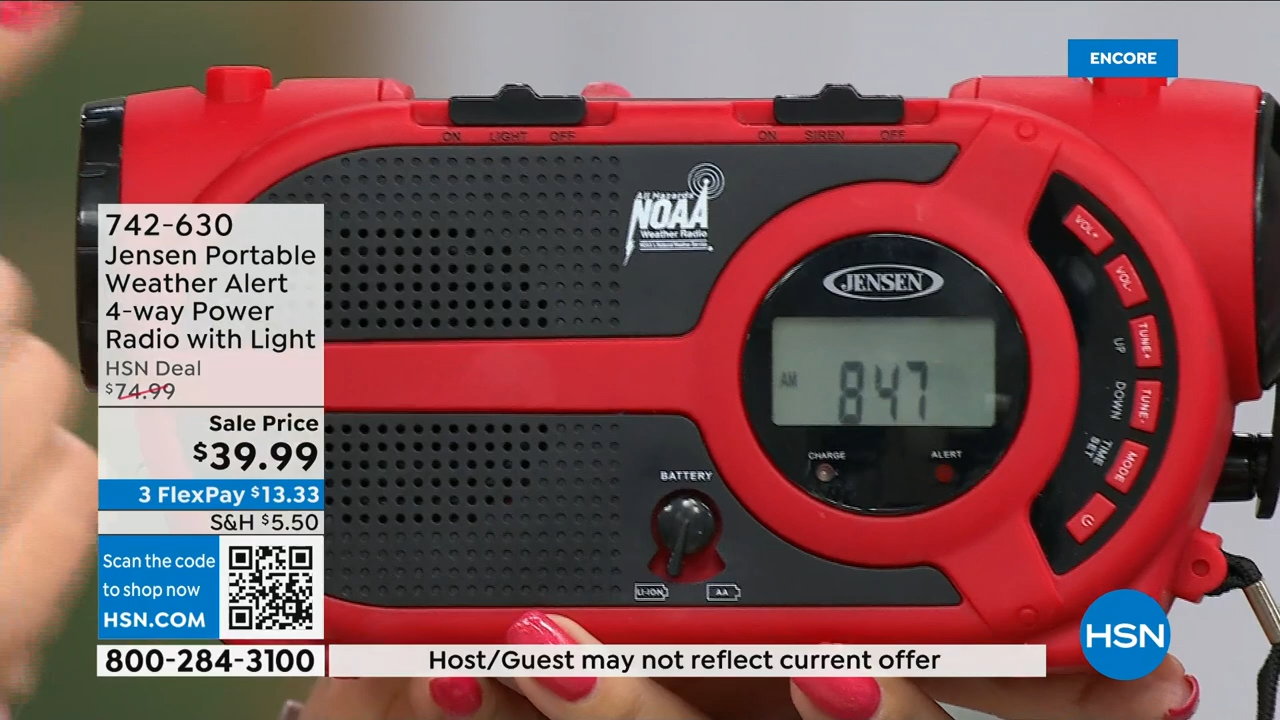 ENCORE
ON LIGHT OFF
ON SIREN OFF
All Hazards
NOAA
Weather Radio
JENSEN
AM 847
CHARGE
ALERT
BATTERY
LI-ION
AA
VOL+
VOL-
TUNE+
UP
TUNE-
DOWN
MODE
TIME SET
742-630
Jensen Portable
Weather Alert
4-way Power
Radio with Light
HSN Deal
$74.99
Sale Price
$39.99
3 FlexPay $13.33
S&H $5.50
Scan the code
to shop now
HSN.COM
800-284-3100
Host/Guest may not reflect current offer
HSN